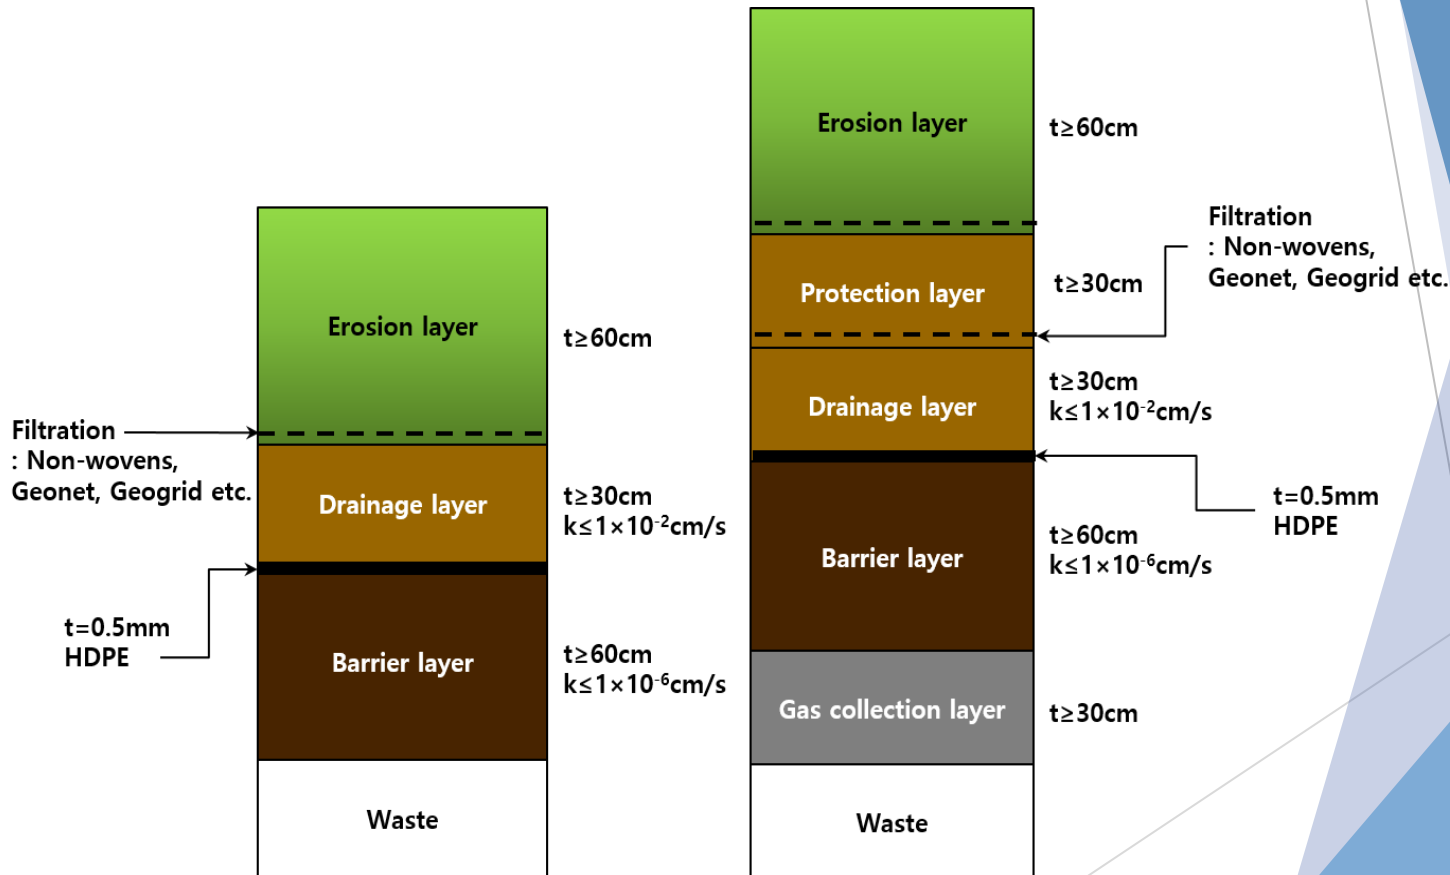 Erosion layer
t≥60cm
Filtration
: Non-wovens,
Geonet, Geogrid etc.
Drainage layer
t≥30cm
k≤1×10⁻²cm/s
t=0.5mm
HDPE
Barrier layer
t≥60cm
k≤1×10⁻⁶cm/s
Waste
Erosion layer
t≥60cm
Filtration
: Non-wovens,
Geonet, Geogrid etc.
Protection layer
t≥30cm
Drainage layer
t≥30cm
k≤1×10⁻²cm/s
t=0.5mm
HDPE
Barrier layer
t≥60cm
k≤1×10⁻⁶cm/s
Gas collection layer
t≥30cm
Waste